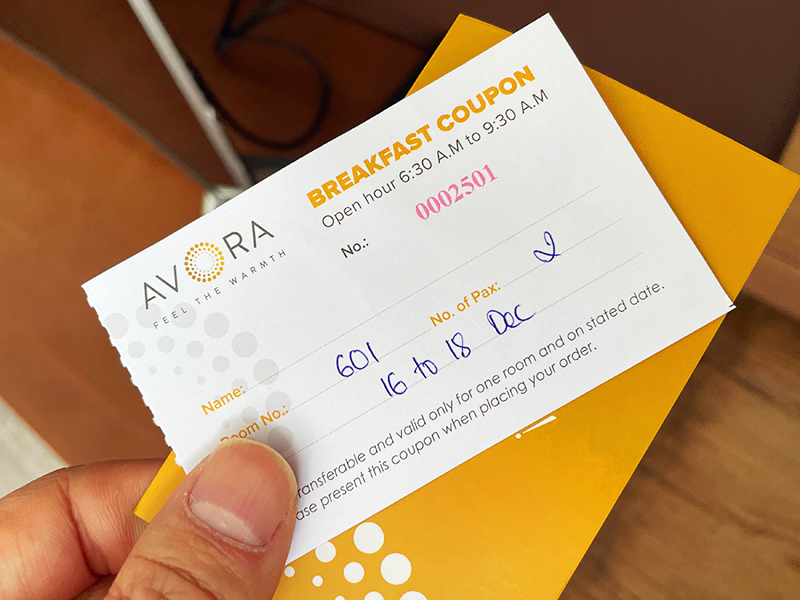 BREAKFAST COUPON
Open hour 6:30 A.M to 9:30 A.M
No.: 0002501
AVORA
FEEL THE WARMTH
Name:
Room No.: 601 No. of Pax: 2
16 to 18 Dec
ransferable and valid only for one room and on stated date.
ase present this coupon when placing your order.